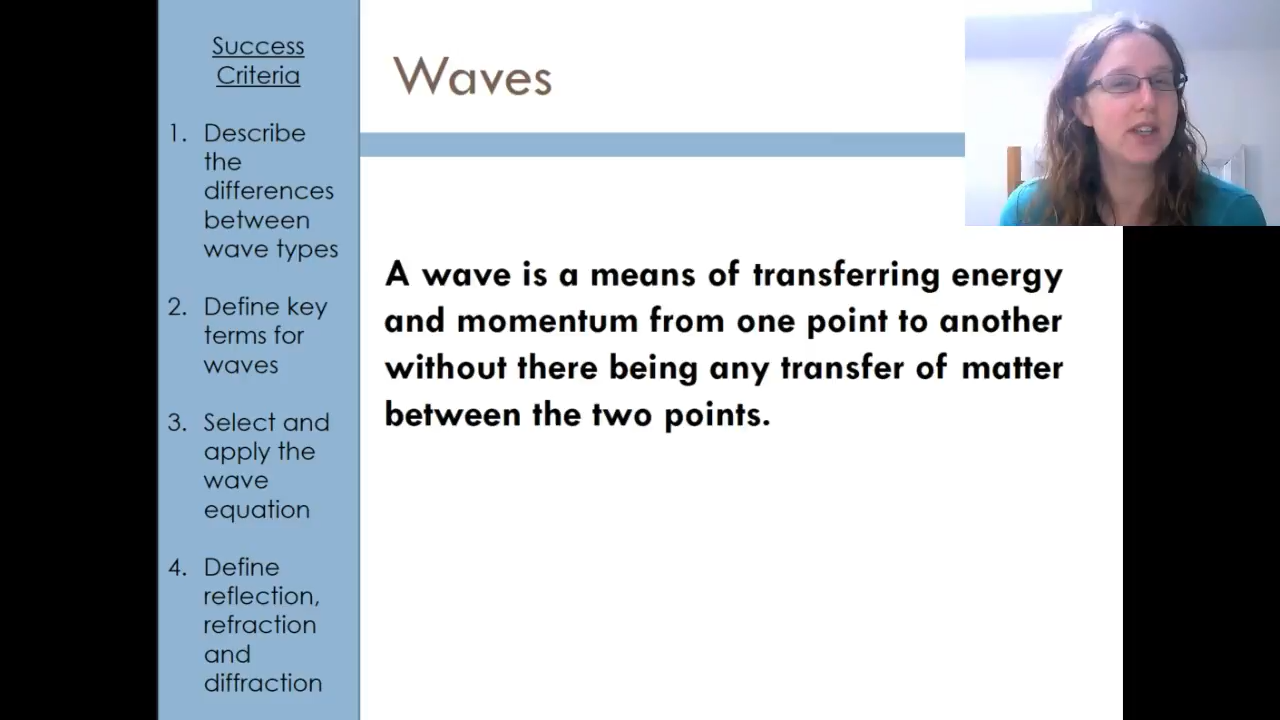 Success
Criteria
1. Describe
the
differences
between
wave types
2. Define key
terms for
waves
3. Select and
apply the
wave
equation
4. Define
reflection,
refraction
and
diffraction
Waves
A wave is a means of transferring energy
and momentum from one point to another
without there being any transfer of matter
between the two points.